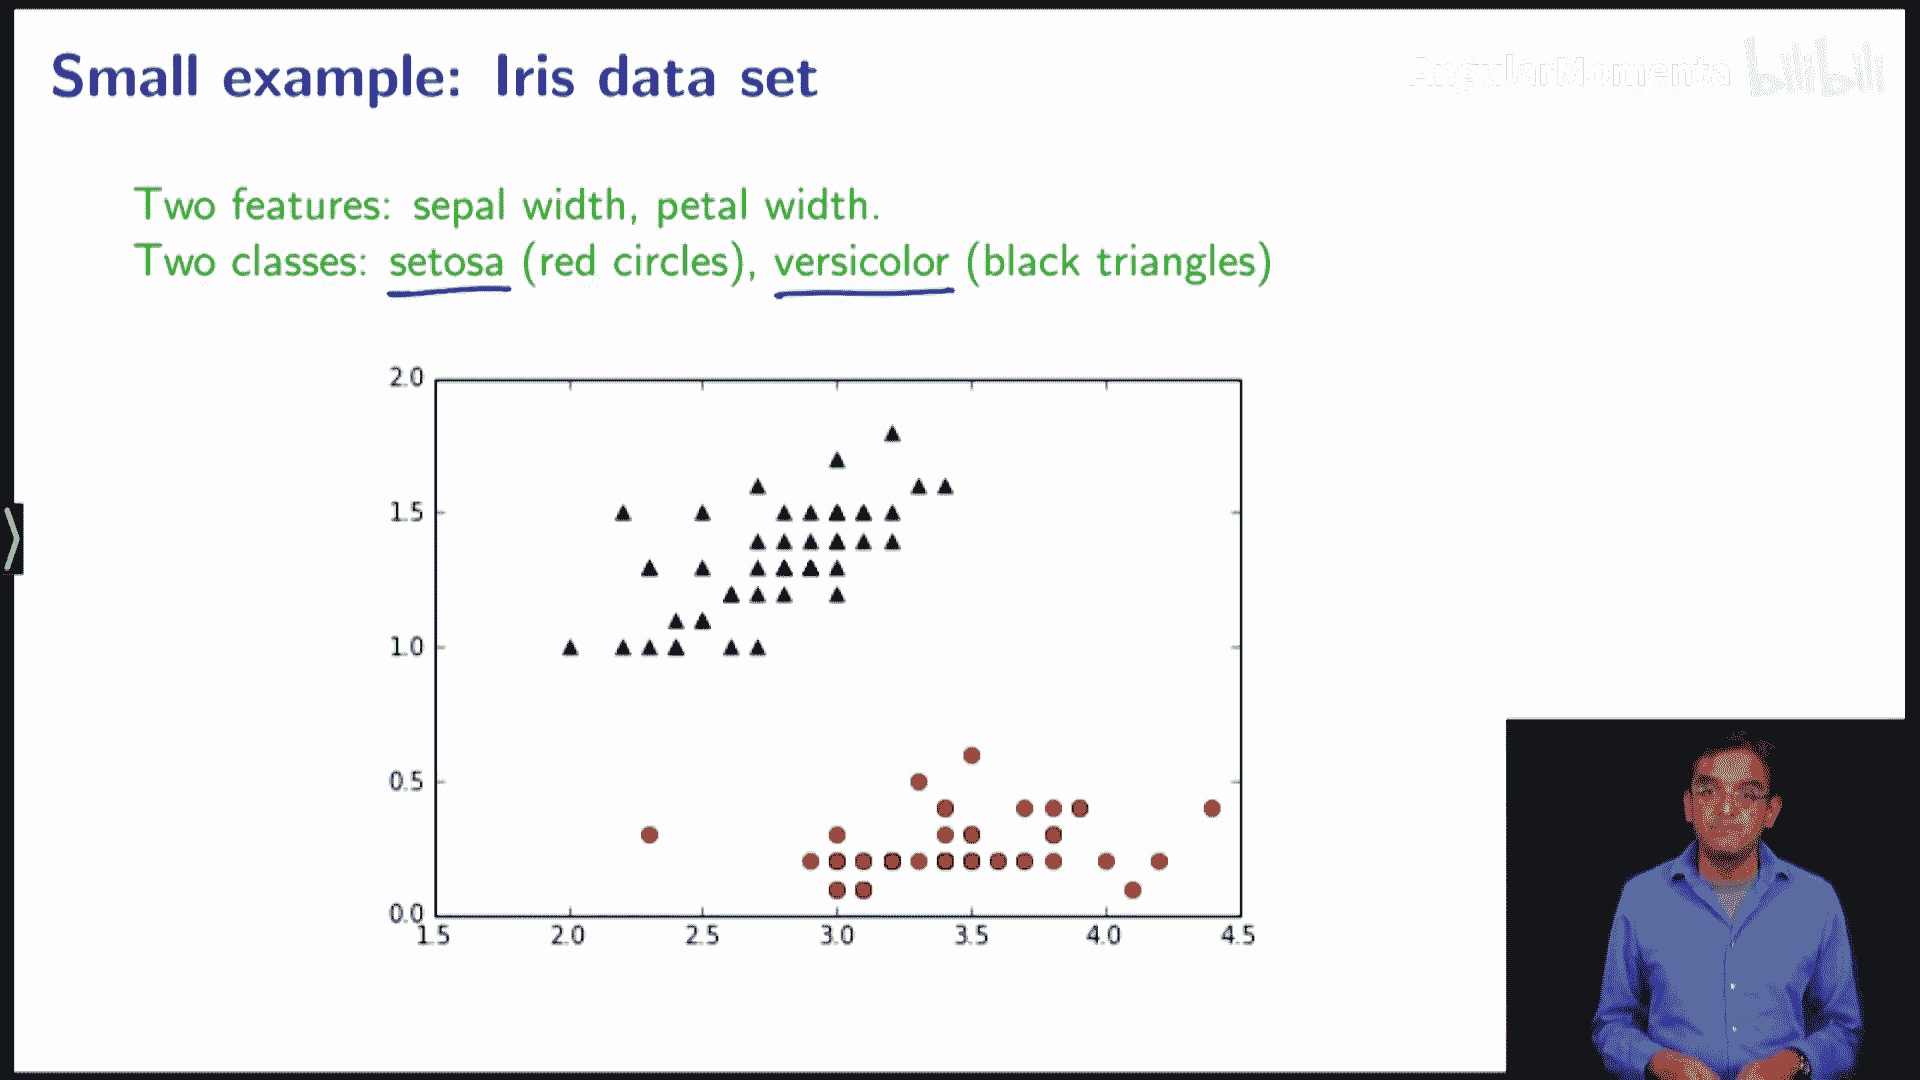 Small example: Iris data set
AngularMomenta bilibili
Two features: sepal width, petal width.
Two classes: setosa (red circles), versicolor (black triangles)
2.0
1.5
1.0
0.5
0.0
1.5 2.0 2.5 3.0 3.5 4.0 4.5